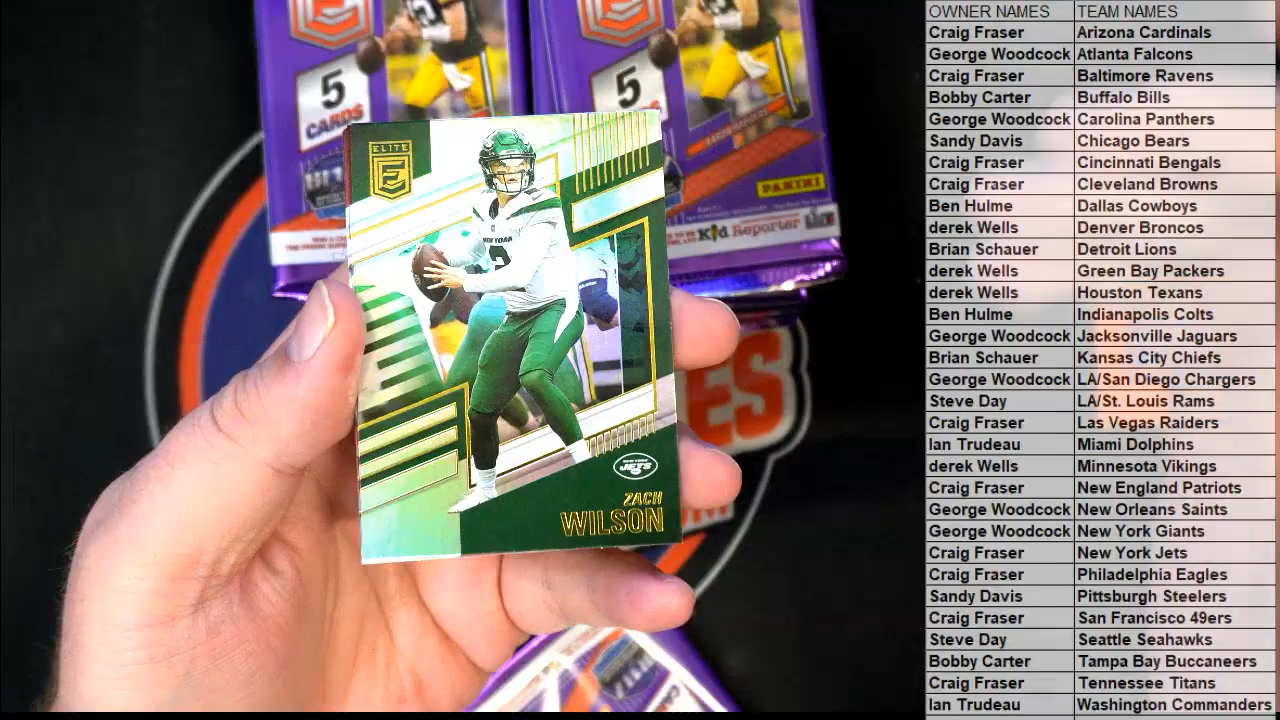 5
CARDS
5
PANINI
Kid Reporter
ELITE
E
NEW YORK
2
NEW YORK
JETS
ZACH
WILSON
ES
OWNER NAMES TEAM NAMES
Craig Fraser Arizona Cardinals
George Woodcock Atlanta Falcons
Craig Fraser Baltimore Ravens
Bobby Carter Buffalo Bills
George Woodcock Carolina Panthers
Sandy Davis Chicago Bears
Craig Fraser Cincinnati Bengals
Craig Fraser Cleveland Browns
Ben Hulme Dallas Cowboys
derek Wells Denver Broncos
Brian Schauer Detroit Lions
derek Wells Green Bay Packers
derek Wells Houston Texans
Ben Hulme Indianapolis Colts
George Woodcock Jacksonville Jaguars
Brian Schauer Kansas City Chiefs
George Woodcock LA/San Diego Chargers
Steve Day LA/St. Louis Rams
Craig Fraser Las Vegas Raiders
Ian Trudeau Miami Dolphins
derek Wells Minnesota Vikings
Craig Fraser New England Patriots
George Woodcock New Orleans Saints
George Woodcock New York Giants
Craig Fraser New York Jets
Craig Fraser Philadelphia Eagles
Sandy Davis Pittsburgh Steelers
Craig Fraser San Francisco 49ers
Steve Day Seattle Seahawks
Bobby Carter Tampa Bay Buccaneers
Craig Fraser Tennessee Titans
Ian Trudeau Washington Commanders